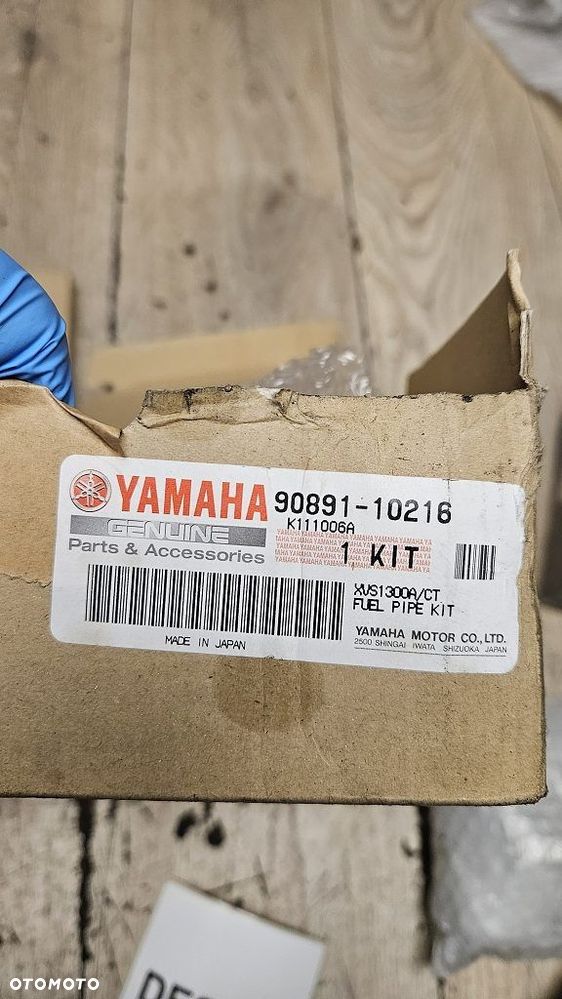 YAMAHA 90891-10216
GENUINE
K111006A
Parts & Accessories
1 KIT
XVS1300A/CT
FUEL PIPE KIT
MADE IN JAPAN
YAMAHA MOTOR CO.,LTD.
2500 SHINGAI IWATA SHIZUOKA JAPAN
OTOMOTO